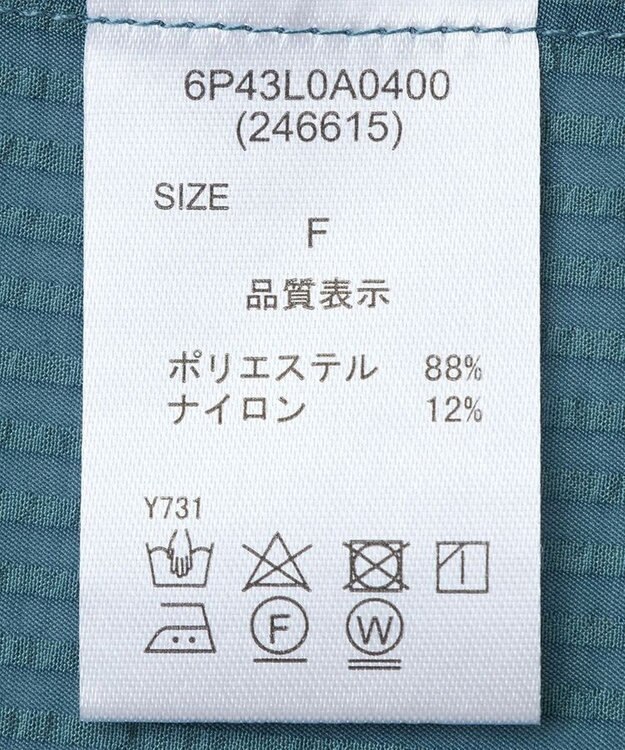 6P43L0A0400
(246615)
SIZE
F
品質表示
ポリエステル 88%
ナイロン 12%
Y731
F W